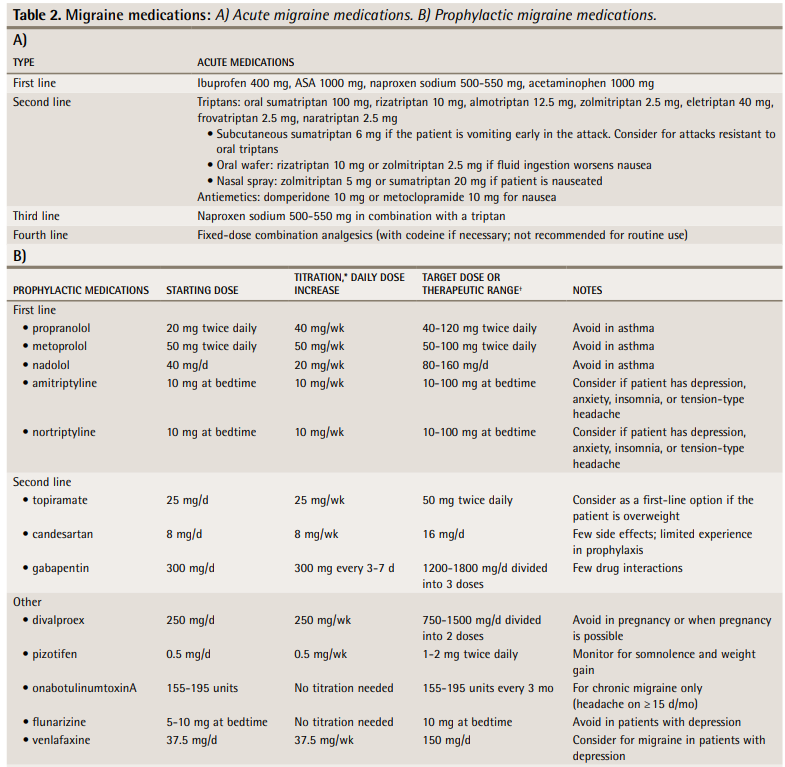 Table 2. Migraine medications: A) Acute migraine medications. B) Prophylactic migraine medications.
A)
TYPE ACUTE MEDICATIONS
First line Ibuprofen 400 mg, ASA 1000 mg, naproxen sodium 500-550 mg, acetaminophen 1000 mg
Second line Triptans: oral sumatriptan 100 mg, rizatriptan 10 mg, almotriptan 12.5 mg, zolmitriptan 2.5 mg, eletriptan 40 mg,
frovatriptan 2.5 mg, naratriptan 2.5 mg
• Subcutaneous sumatriptan 6 mg if the patient is vomiting early in the attack. Consider for attacks resistant to
oral triptans
• Oral wafer: rizatriptan 10 mg or zolmitriptan 2.5 mg if fluid ingestion worsens nausea
• Nasal spray: zolmitriptan 5 mg or sumatriptan 20 mg if patient is nauseated
Antiemetics: domperidone 10 mg or metoclopramide 10 mg for nausea
Third line Naproxen sodium 500-550 mg in combination with a triptan
Fourth line Fixed-dose combination analgesics (with codeine if necessary; not recommended for routine use)
B)
TITRATION,* DAILY DOSE TARGET DOSE OR
PROPHYLACTIC MEDICATIONS STARTING DOSE INCREASE THERAPEUTIC RANGE† NOTES
First line
• propranolol 20 mg twice daily 40 mg/wk 40-120 mg twice daily Avoid in asthma
• metoprolol 50 mg twice daily 50 mg/wk 50-100 mg twice daily Avoid in asthma
• nadolol 40 mg/d 20 mg/wk 80-160 mg/d Avoid in asthma
• amitriptyline 10 mg at bedtime 10 mg/wk 10-100 mg at bedtime Consider if patient has depression,
anxiety, insomnia, or tension-type
headache
• nortriptyline 10 mg at bedtime 10 mg/wk 10-100 mg at bedtime Consider if patient has depression,
anxiety, insomnia, or tension-type
headache
Second line
• topiramate 25 mg/d 25 mg/wk 50 mg twice daily Consider as a first-line option if the
patient is overweight
• candesartan 8 mg/d 8 mg/wk 16 mg/d Few side effects; limited experience
in prophylaxis
• gabapentin 300 mg/d 300 mg every 3-7 d 1200-1800 mg/d divided Few drug interactions
into 3 doses
Other
• divalproex 250 mg/d 250 mg/wk 750-1500 mg/d divided Avoid in pregnancy or when pregnancy
into 2 doses is possible
• pizotifen 0.5 mg/d 0.5 mg/wk 1-2 mg twice daily Monitor for somnolence and weight
gain
• onabotulinumtoxinA 155-195 units No titration needed 155-195 units every 3 mo For chronic migraine only
(headache on ≥ 15 d/mo)
• flunarizine 5-10 mg at bedtime No titration needed 10 mg at bedtime Avoid in patients with depression
• venlafaxine 37.5 mg/d 37.5 mg/wk 150 mg/d Consider for migraine in patients with
depression